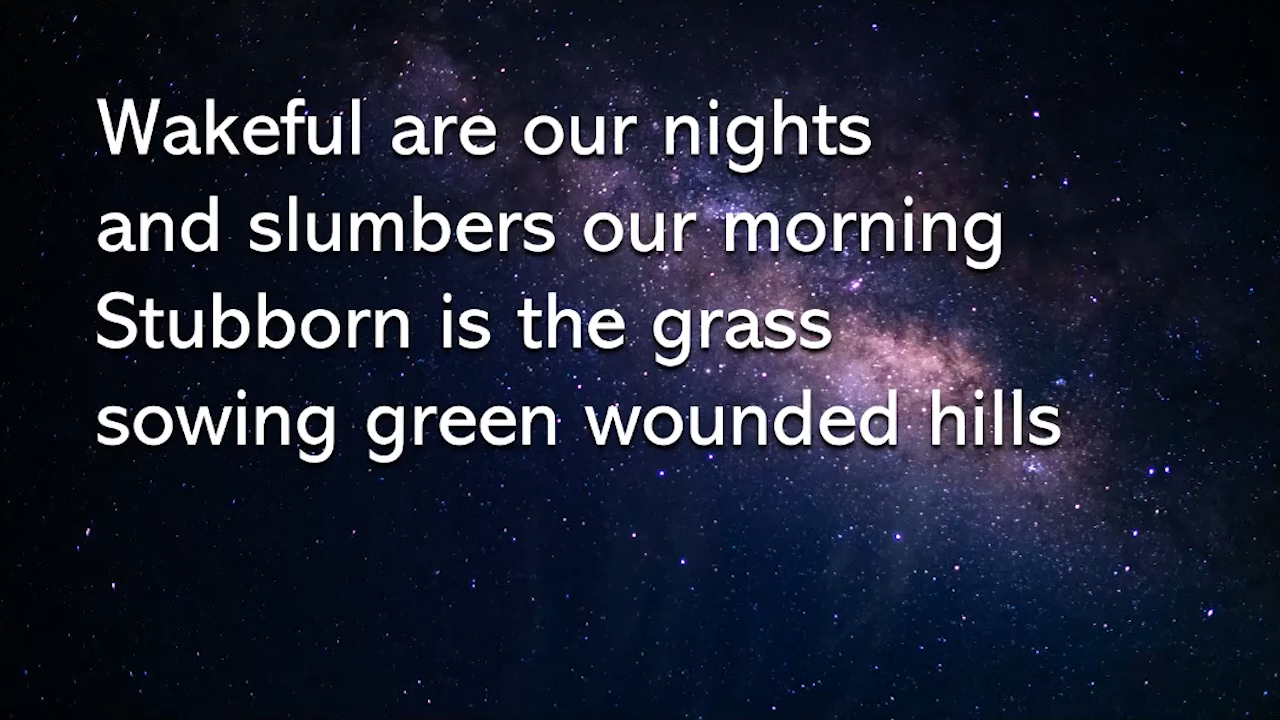 Wakeful are our nights
and slumbers our morning
Stubborn is the grass
sowing green wounded hills